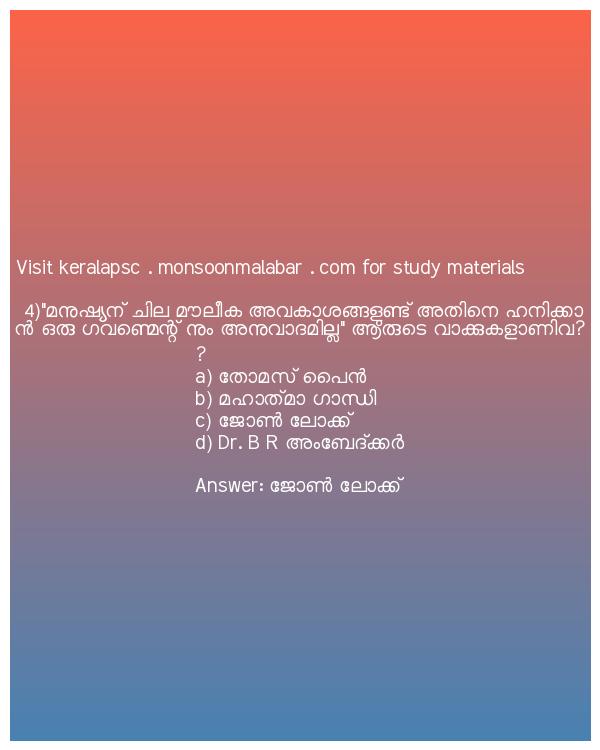 Visit keralapsc . monsoonmalabar . com for study materials
4)"മനുഷ്യന് ചില മൗലീക അവകാശങ്ങളുണ്ട് അതിനെ ഹനിക്കാ
ൻ ഒരു ഗവണ്മെന്റ് നും അനുവാദമില്ല" ആരുടെ വാക്കുകളാണിവ?
?
a) തോമസ് പൈൻ
b) മഹാത്മാ ഗാന്ധി
c) ജോൺ ലോക്ക്
d) Dr. B R അംബേദ്ക്കർ
Answer: ജോൺ ലോക്ക്